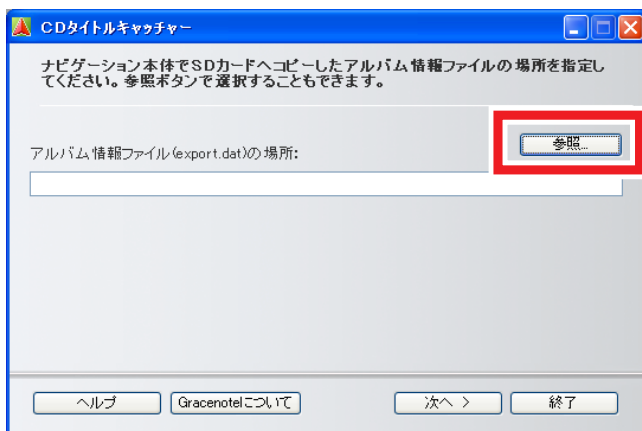 CDタイトルキャッチャー
ナビゲーション本体でSDカードへコピーしたアルバム情報ファイルの場所を指定し
てください。参照ボタンで選択することもできます。
参照...
アルバム情報ファイル(export.dat)の場所:
ヘルプ
Gracenoteについて
次へ >
終了